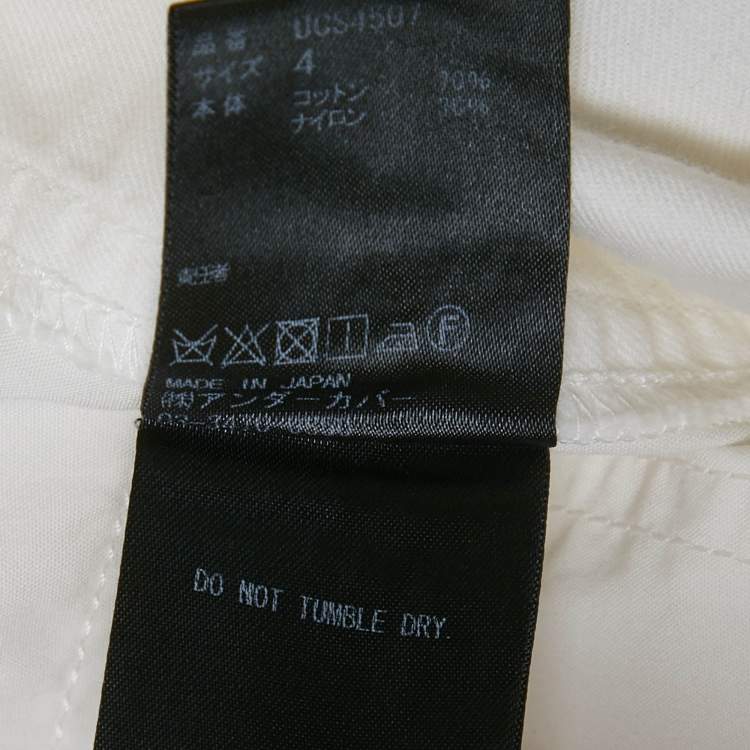 品番 UCS4507
サイズ 4
本体 コットン 70%
ナイロン 30%
責任者
F
MADE IN JAPAN
(株)アンダーカバー
DO NOT TUMBLE DRY.